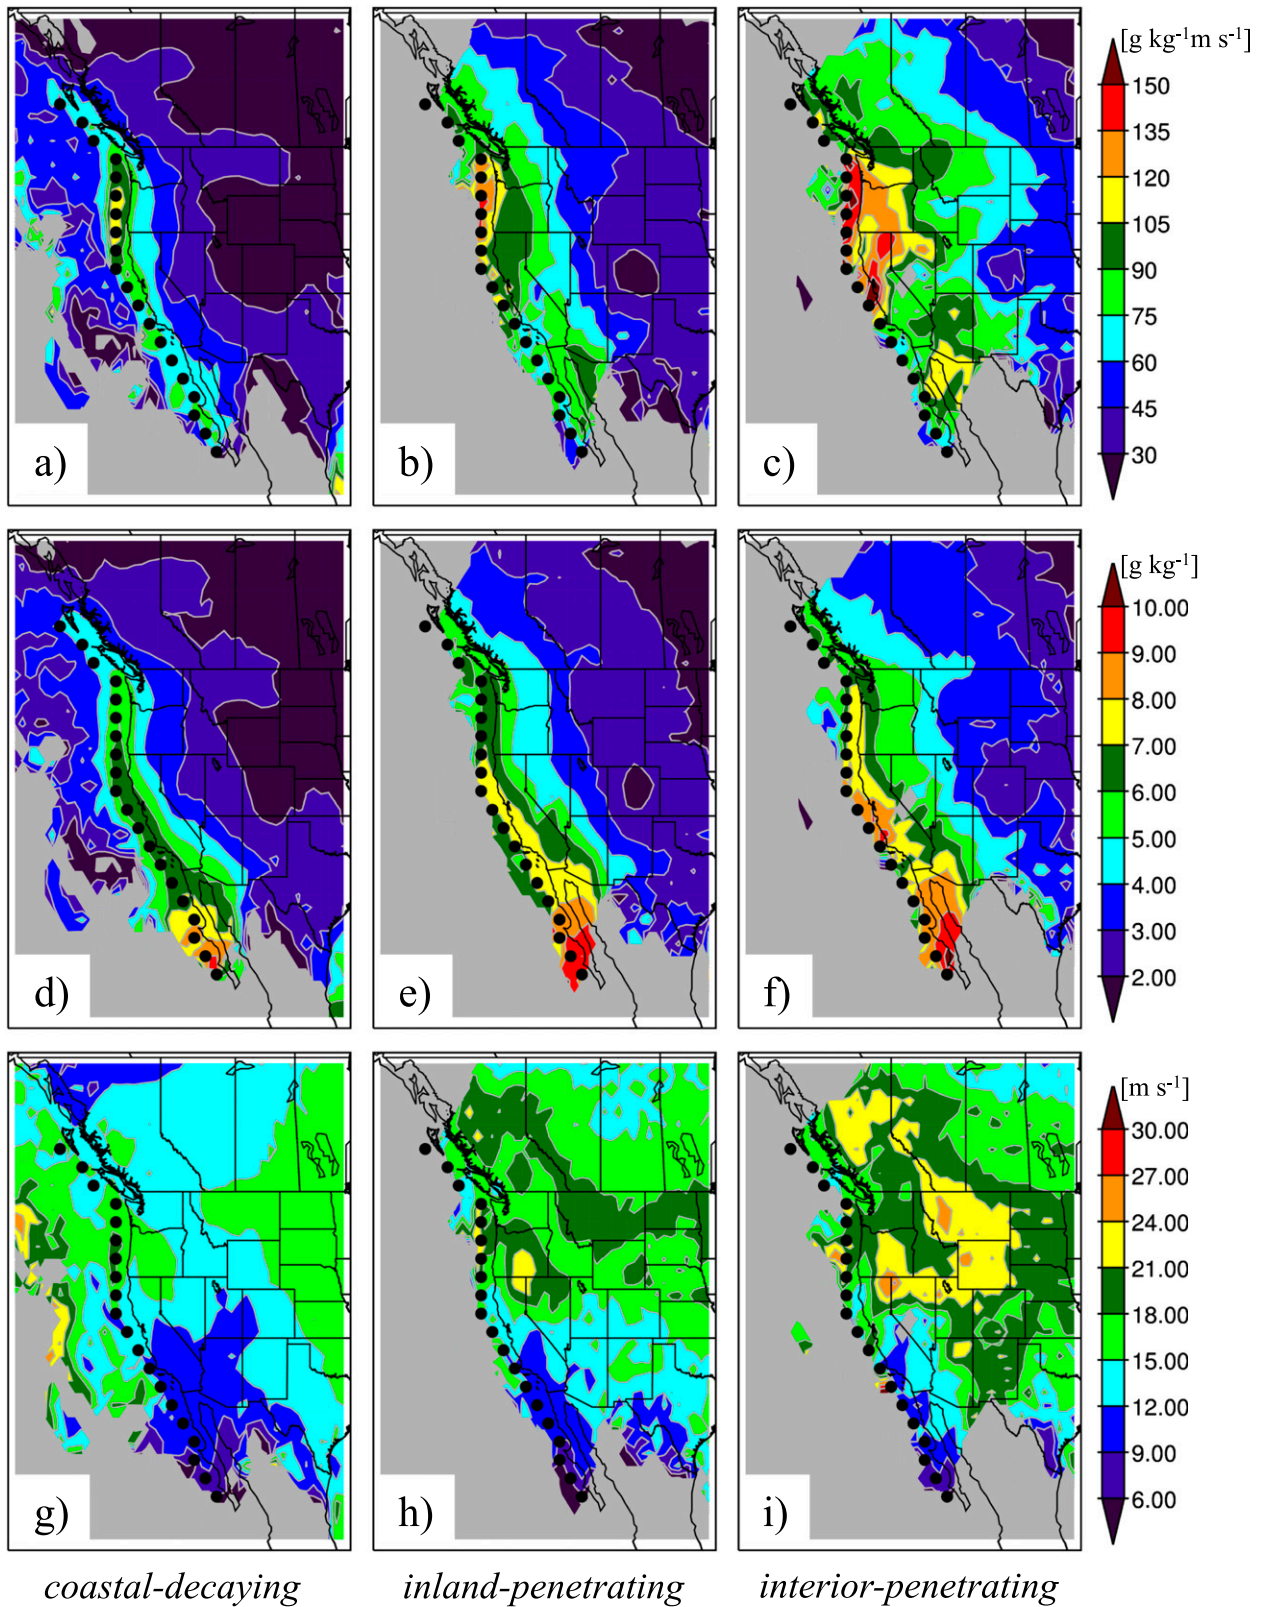 [g kg⁻¹m s⁻¹]
150
135
120
105
90
75
60
45
30
a)
b)
c)
[g kg⁻¹]
10.00
9.00
8.00
7.00
6.00
5.00
4.00
3.00
2.00
d)
e)
f)
[m s⁻¹]
30.00
27.00
24.00
21.00
18.00
15.00
12.00
9.00
6.00
g)
h)
i)
coastal-decaying
inland-penetrating
interior-penetrating